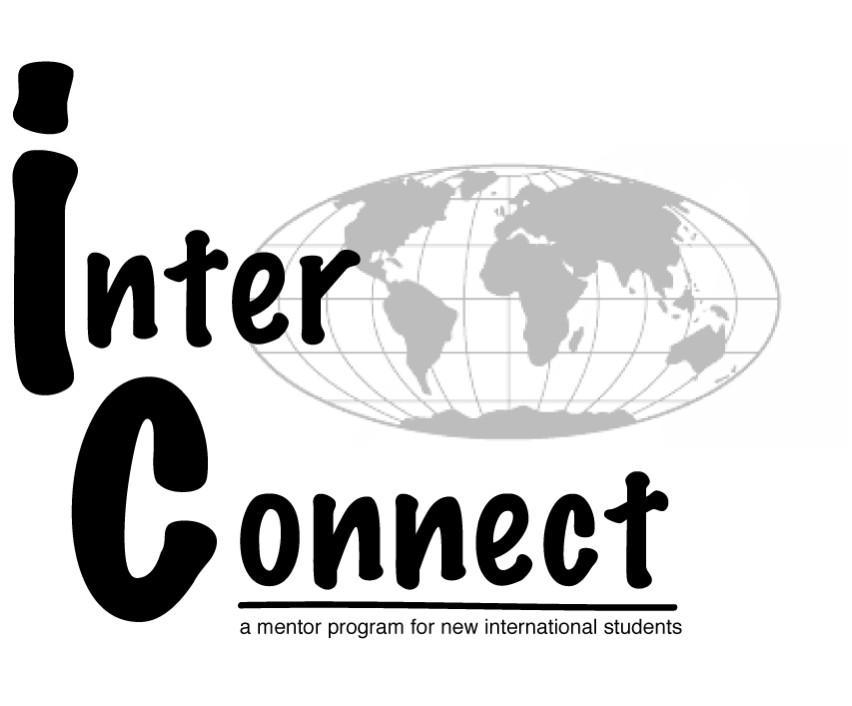 inter
Connect
a mentor program for new international students